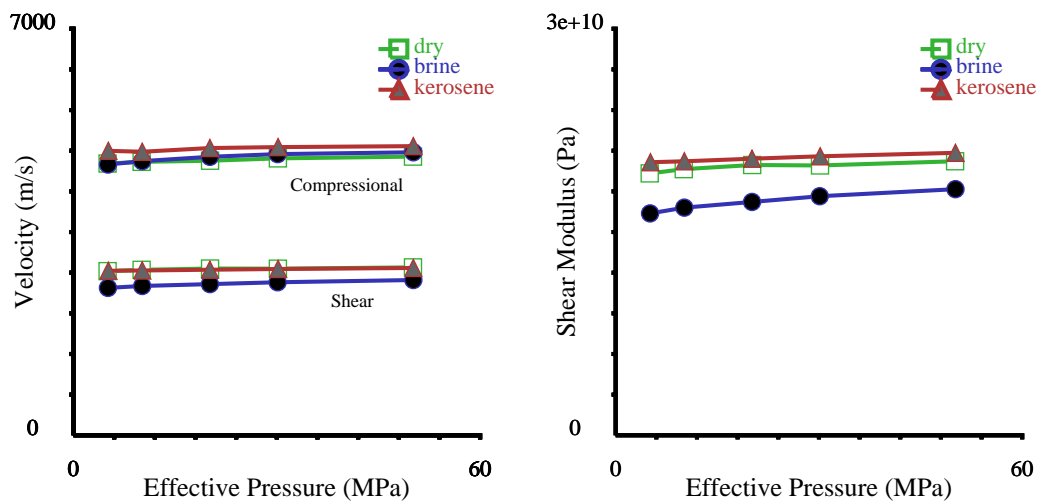 7000
dry
brine
kerosene
Velocity (m/s)
Compressional
Shear
0
0
60
Effective Pressure (MPa)
3e+10
dry
brine
kerosene
Shear Modulus (Pa)
0
0
60
Effective Pressure (MPa)